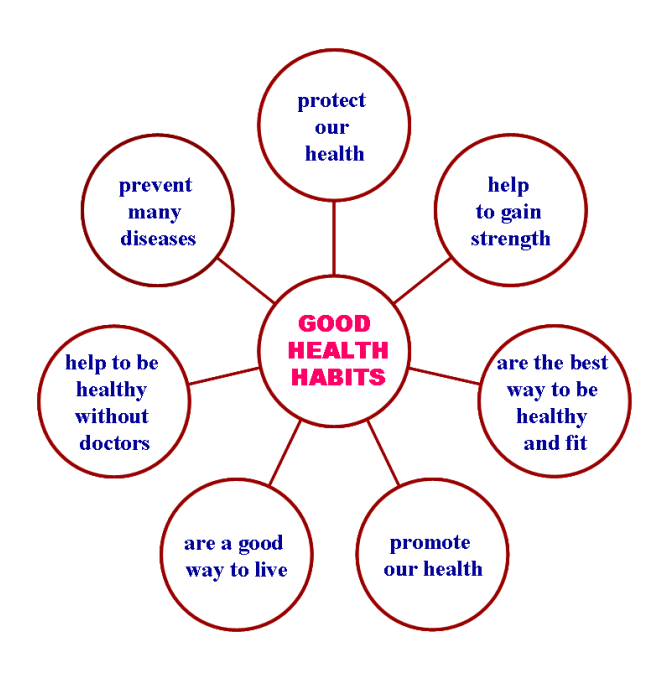 GOOD
HEALTH
HABITS
protect
our
health
help
to gain
strength
are the best
way to be
healthy
and fit
promote
our health
are a good
way to live
help to be
healthy
without
doctors
prevent
many
diseases